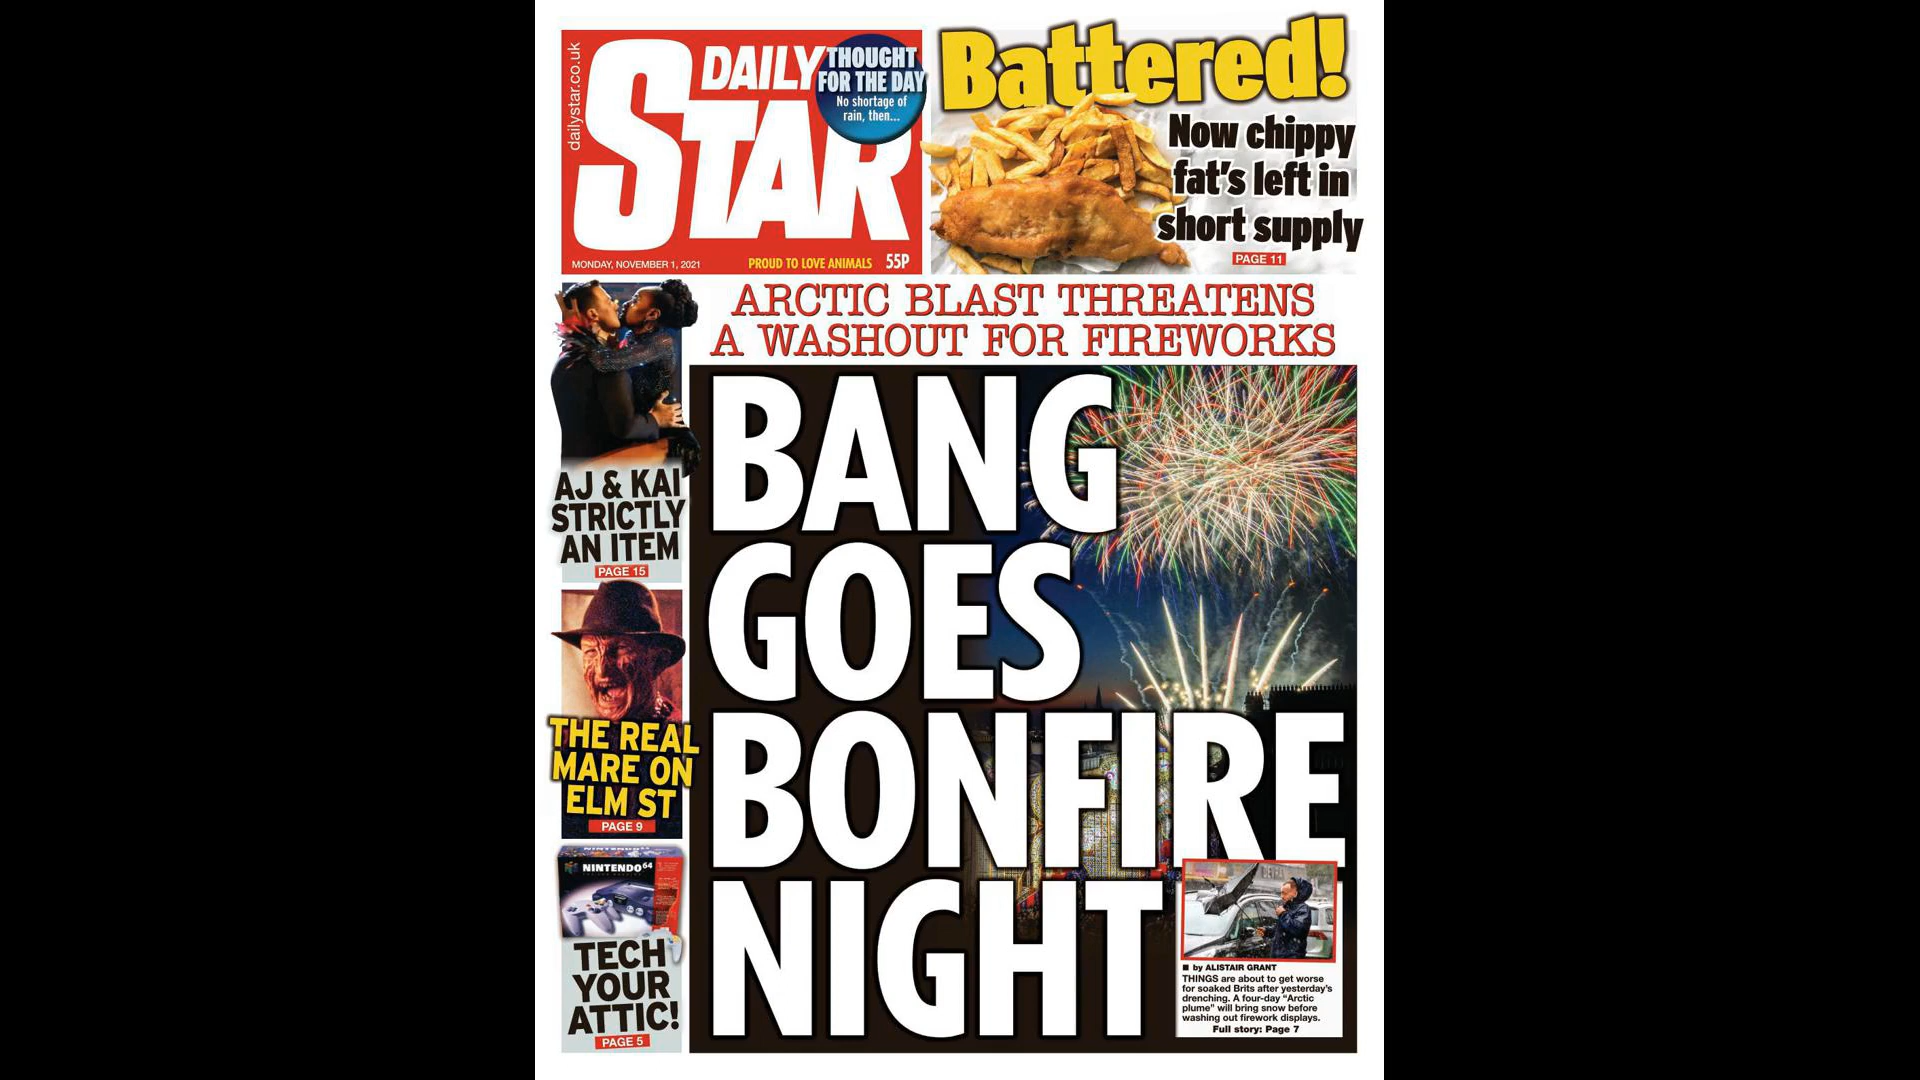 dailystar.co.uk
DAILY
STAR
THOUGHT
FOR THE DAY
No shortage of
rain, then...
MONDAY, NOVEMBER 1, 2021
PROUD TO LOVE ANIMALS
55P
Battered!
Now chippy
fat's left in
short supply
PAGE 11
ARCTIC BLAST THREATENS
A WASHOUT FOR FIREWORKS
BANG
GOES
BONFIRE
NIGHT
AJ & KAI
STRICTLY
AN ITEM
PAGE 15
THE REAL
MARE ON
ELM ST
PAGE 9
NINTENDO 64
TECH
YOUR
ATTIC!
PAGE 5
■ by ALISTAIR GRANT
THINGS are about to get worse
for soaked Brits after yesterday's
drenching. A four-day "Arctic
plume" will bring snow before
washing out firework displays.
Full story: Page 7